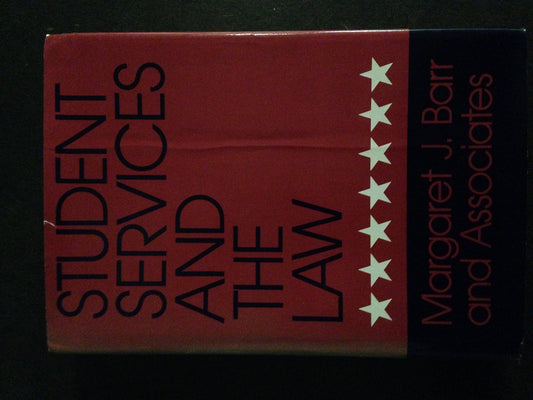 STUDENT
SERVICES
AND
THE
LAW
Margaret J. Barr
and Associates